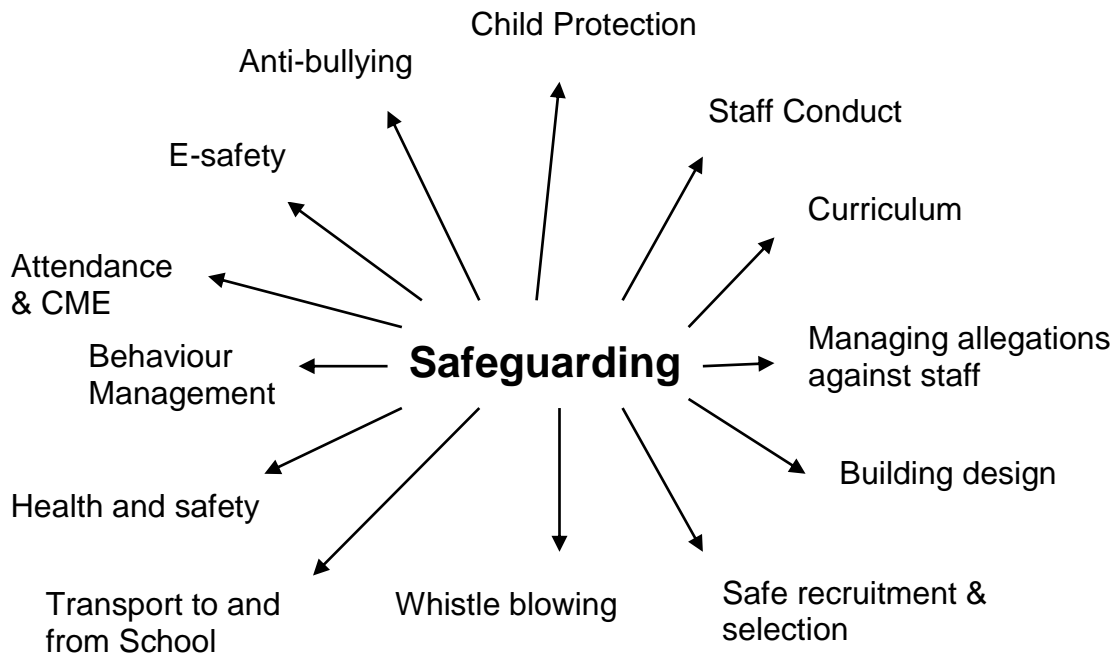 Child Protection
Anti-bullying
Staff Conduct
E-safety
Curriculum
Attendance
& CME
Managing allegations
against staff
Behaviour
Management
Safeguarding
Building design
Health and safety
Transport to and
from School
Whistle blowing
Safe recruitment &
selection